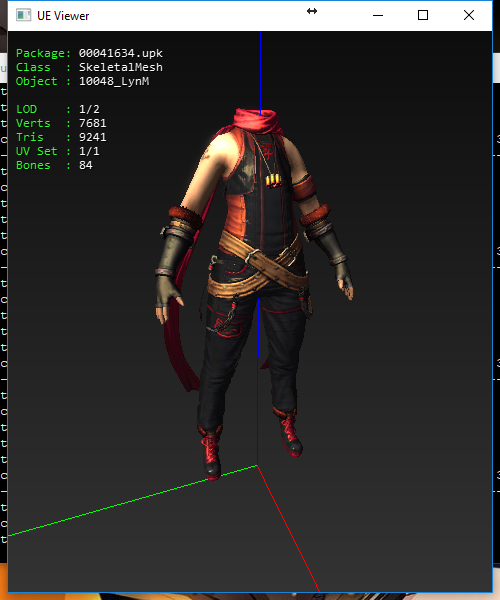 UE Viewer
Package: 00041634.upk
Class : SkeletalMesh
Object : 10048_LynM
LOD : 1/2
Verts : 7681
Tris : 9241
UV Set : 1/1
Bones : 84